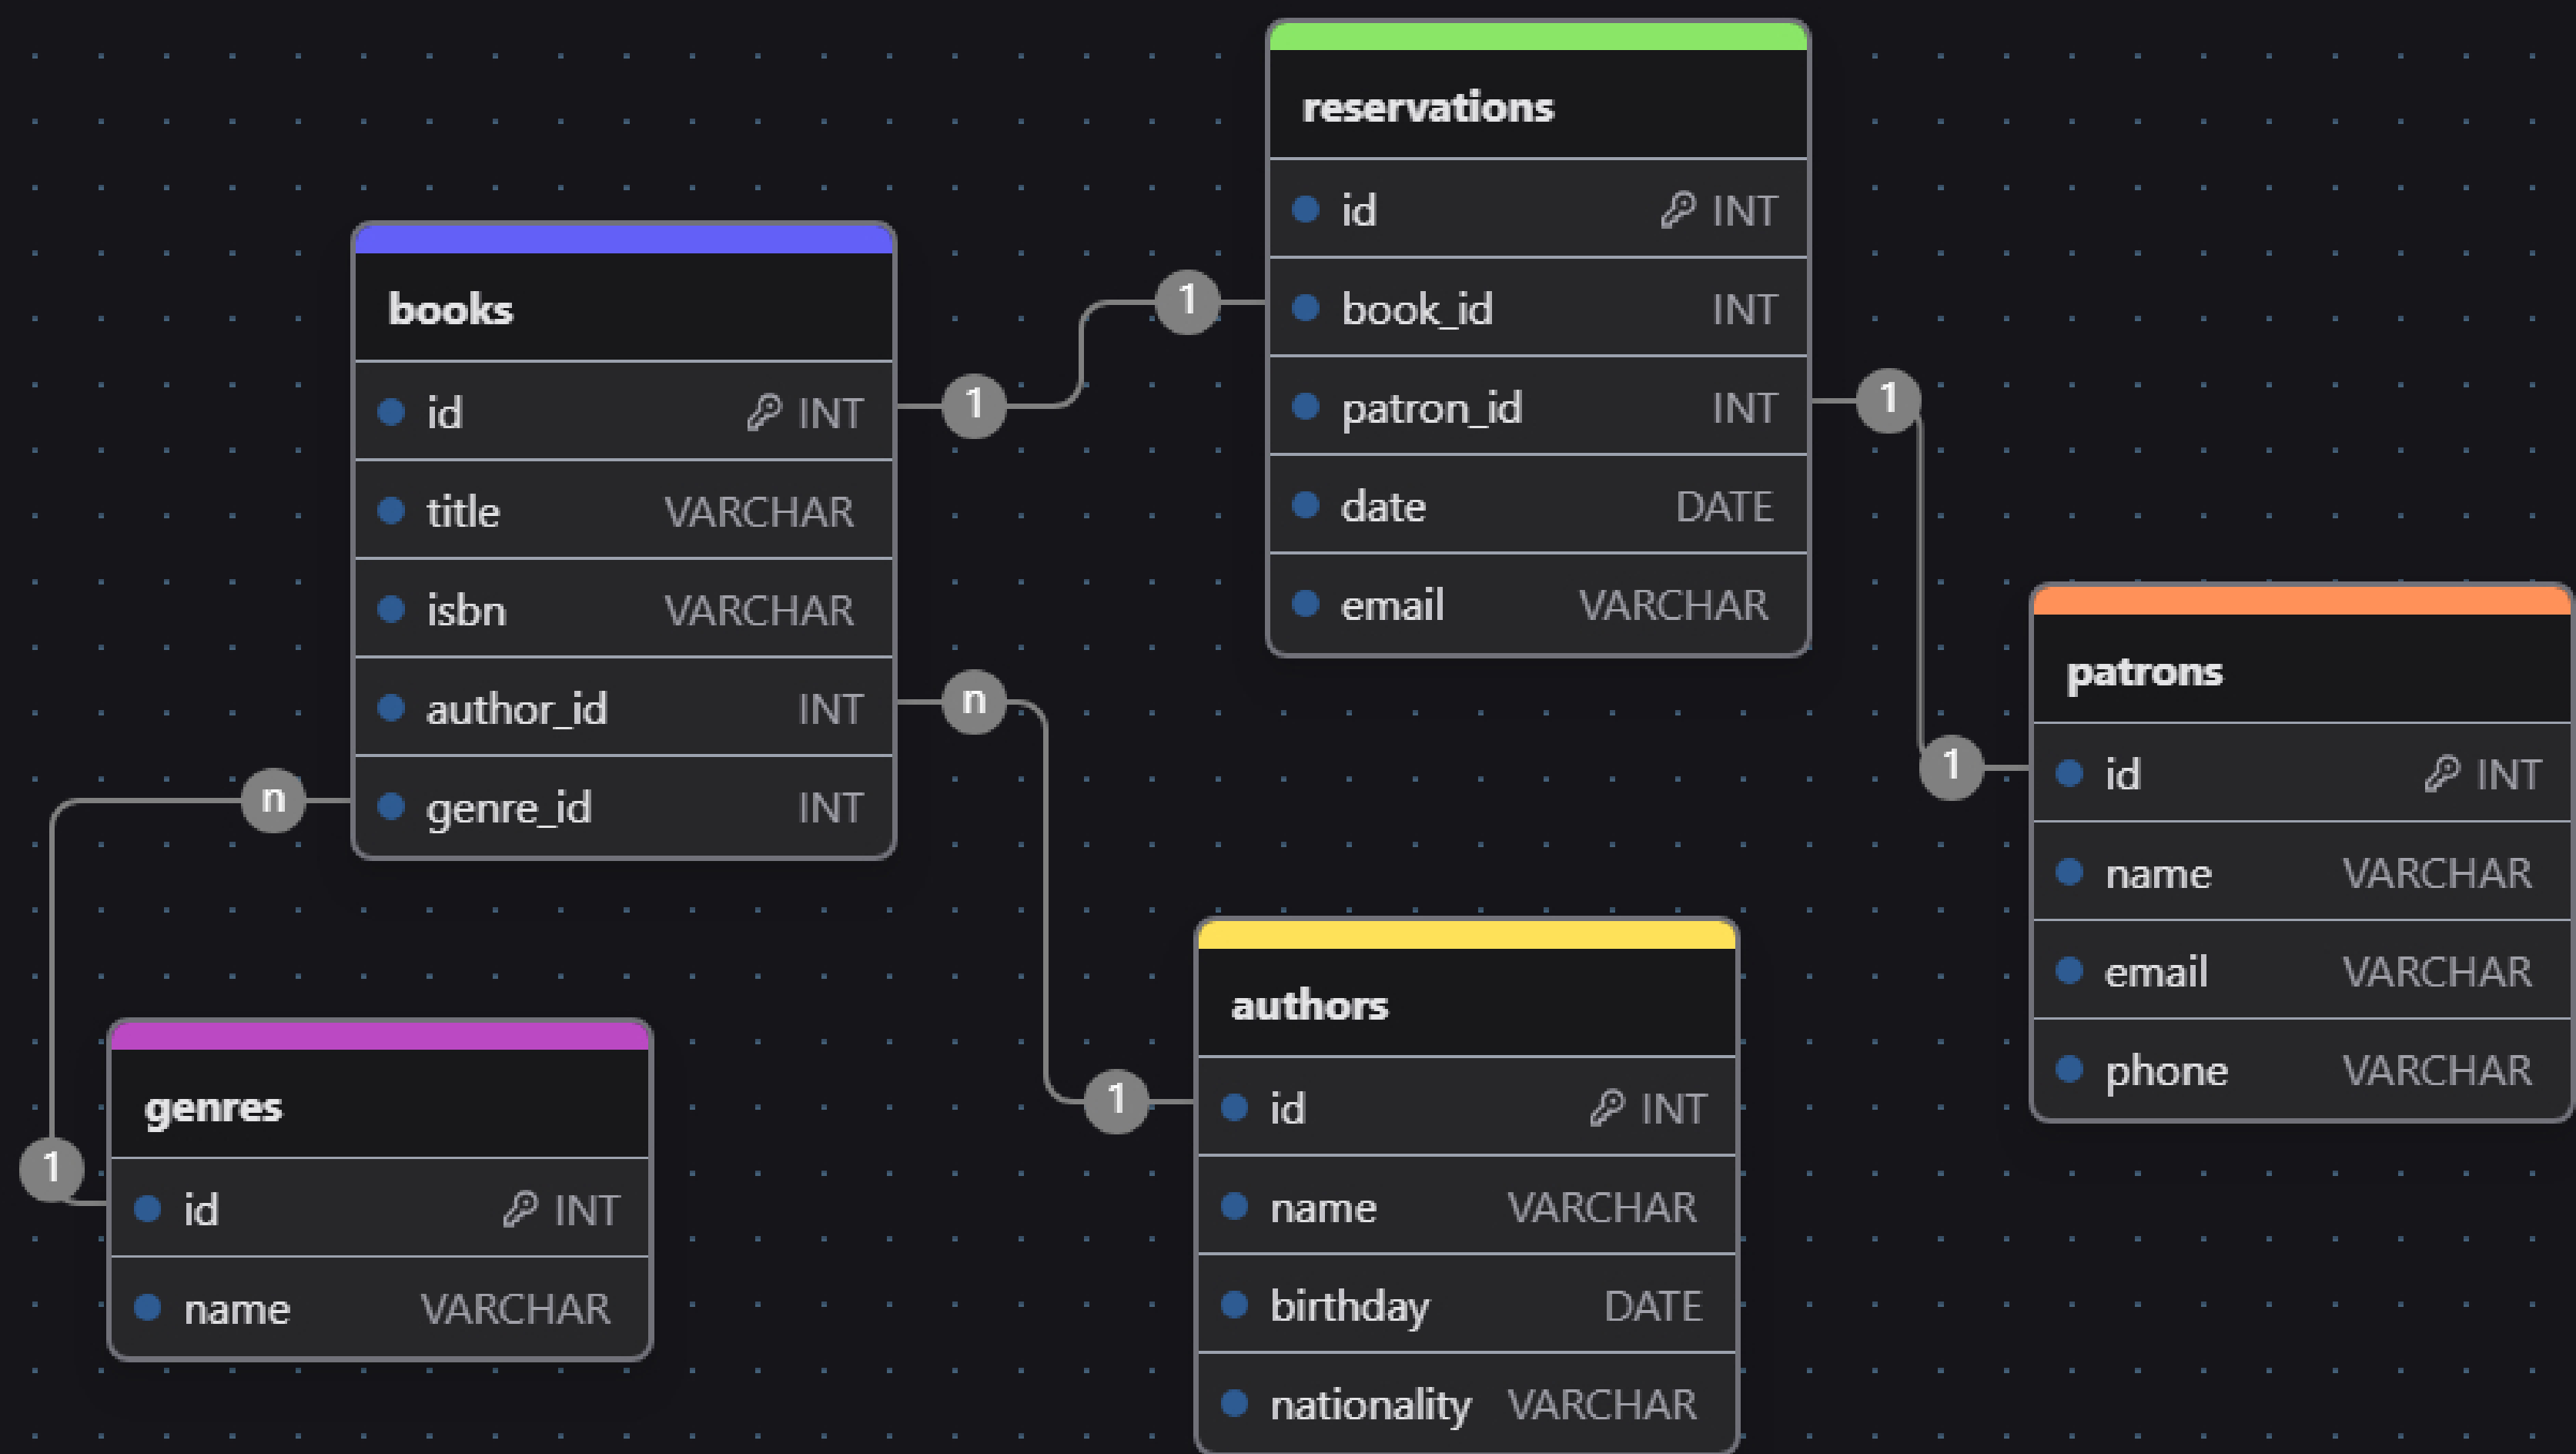 books
id INT
title VARCHAR
isbn VARCHAR
author_id INT
genre_id INT
1
1
n
n
1
1
reservations
id INT
book_id INT
patron_id INT
date DATE
email VARCHAR
1
1
patrons
id INT
name VARCHAR
email VARCHAR
phone VARCHAR
genres
id INT
name VARCHAR
authors
id INT
name VARCHAR
birthday DATE
nationality VARCHAR